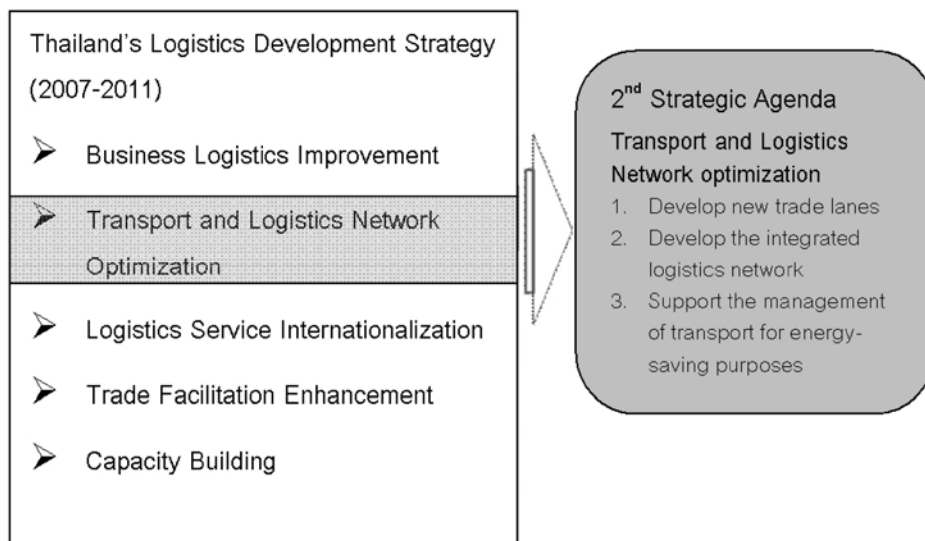 Thailand's Logistics Development Strategy
(2007-2011)
➢ Business Logistics Improvement
➢ Transport and Logistics Network
Optimization
➢ Logistics Service Internationalization
➢ Trade Facilitation Enhancement
➢ Capacity Building
2nd Strategic Agenda
Transport and Logistics
Network optimization
1. Develop new trade lanes
2. Develop the integrated
logistics network
3. Support the management
of transport for energy-
saving purposes